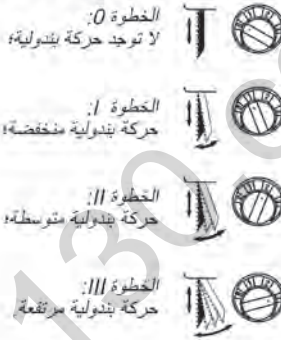 الخطوة 0:
لا توجد حركة بندولية؛
الخطوة I:
حركة بندولية منخفضة؛
الخطوة II:
حركة بندولية متوسطة؛
الخطوة III:
حركة بندولية مرتفعة